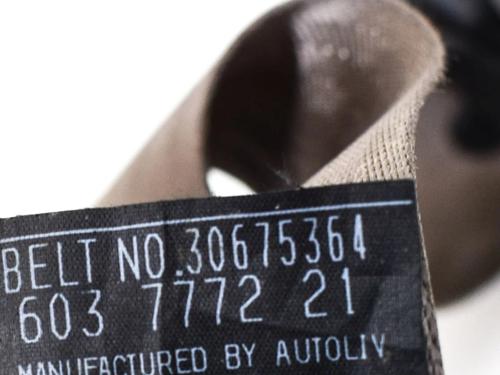 BELT NO.30675364
603 7772 21
MANUFACTURED BY AUTOLIV